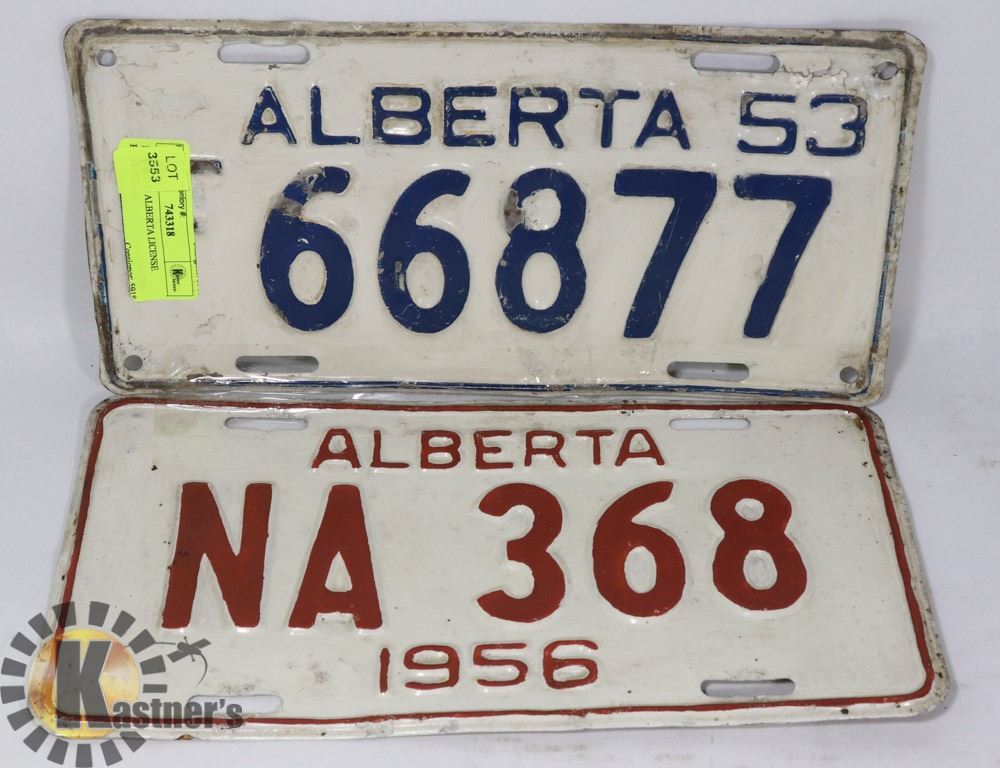 ALBERTA 53
66877
LOT
3553
743318
ALBERTA LICENSE
ALBERTA
NA 368
1956
Kastner's